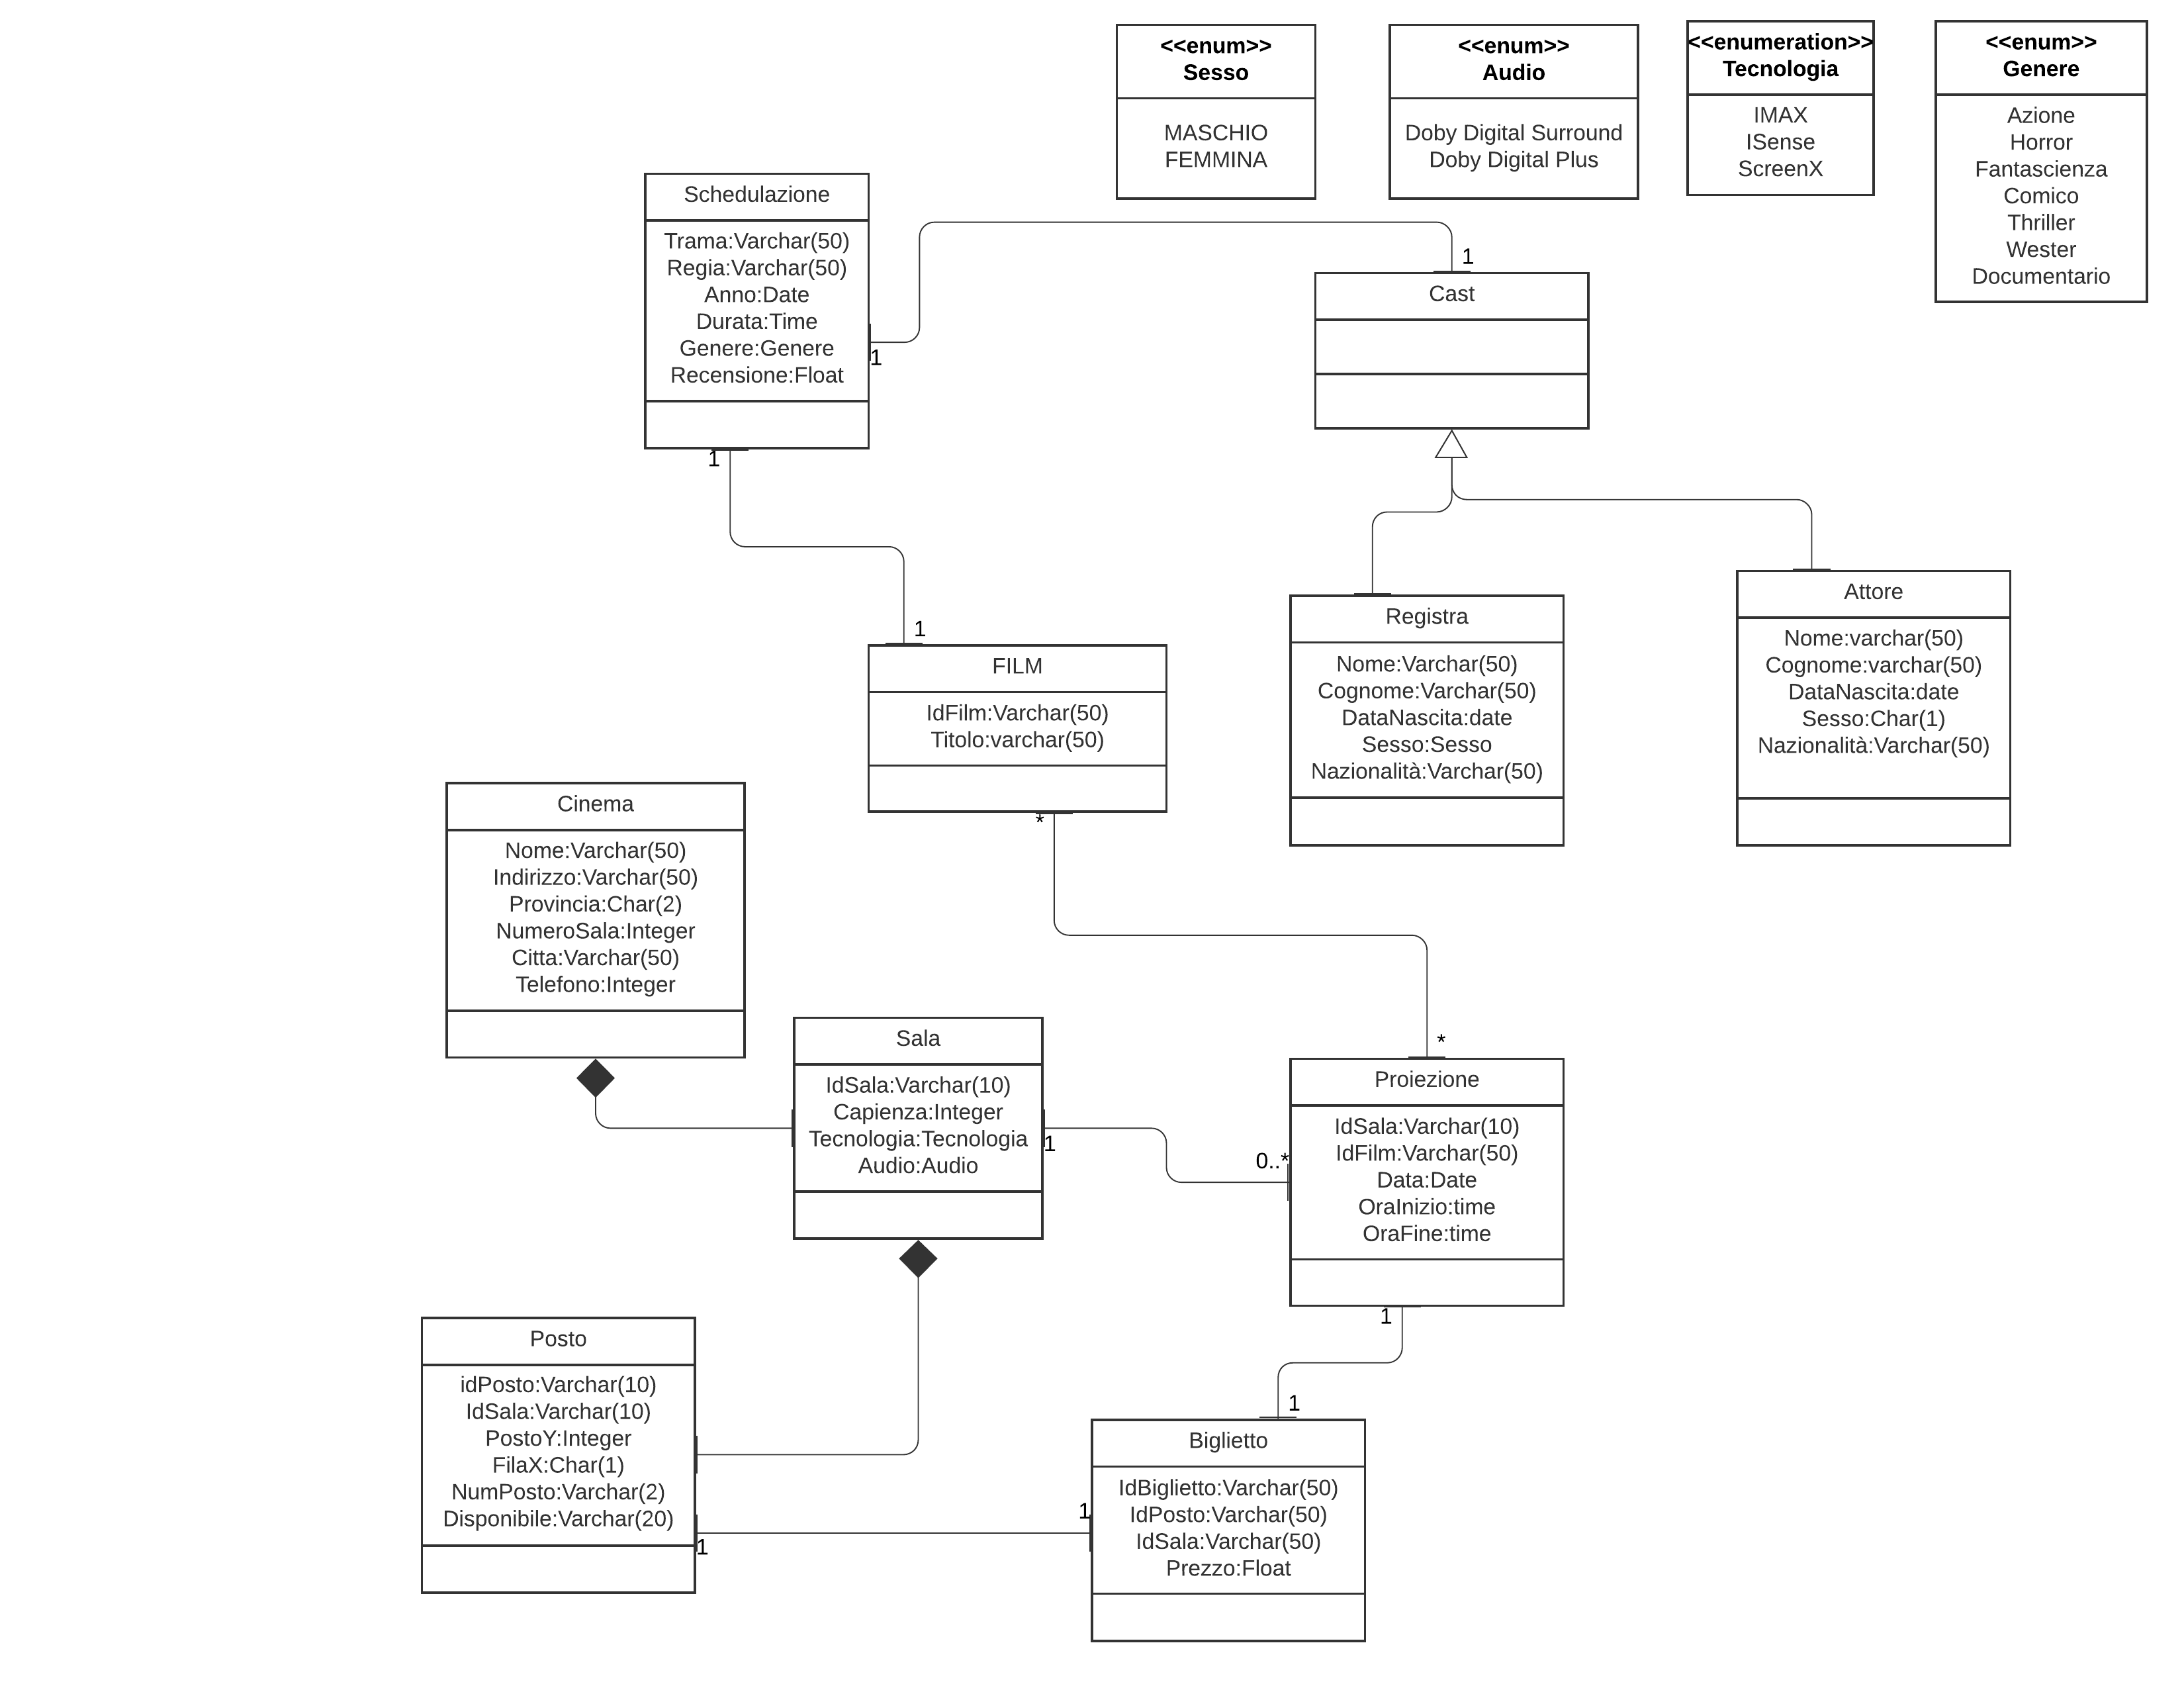 <<enum>>
Sesso
MASCHIO
FEMMINA
<<enum>>
Audio
Doby Digital Surround
Doby Digital Plus
<<enumeration>>
Tecnologia
IMAX
ISense
ScreenX
<<enum>>
Genere
Azione
Horror
Fantascienza
Comico
Thriller
Wester
Documentario
Schedulazione
Trama:Varchar(50)
Regia:Varchar(50)
Anno:Date
Durata:Time
Genere:Genere
Recensione:Float
1
1
1
Cast
1
FILM
IdFilm:Varchar(50)
Titolo:varchar(50)
*
Registra
Nome:Varchar(50)
Cognome:Varchar(50)
DataNascita:date
Sesso:Sesso
Nazionalità:Varchar(50)
Attore
Nome:varchar(50)
Cognome:varchar(50)
DataNascita:date
Sesso:Char(1)
Nazionalità:Varchar(50)
Cinema
Nome:Varchar(50)
Indirizzo:Varchar(50)
Provincia:Char(2)
NumeroSala:Integer
Citta:Varchar(50)
Telefono:Integer
Sala
IdSala:Varchar(10)
Capienza:Integer
Tecnologia:Tecnologia
Audio:Audio
1
0..*
*
Proiezione
IdSala:Varchar(10)
IdFilm:Varchar(50)
Data:Date
OraInizio:time
OraFine:time
1
Posto
idPosto:Varchar(10)
IdSala:Varchar(10)
PostoY:Integer
FilaX:Char(1)
NumPosto:Varchar(2)
Disponibile:Varchar(20)
1
1
1
Biglietto
IdBiglietto:Varchar(50)
IdPosto:Varchar(50)
IdSala:Varchar(50)
Prezzo:Float